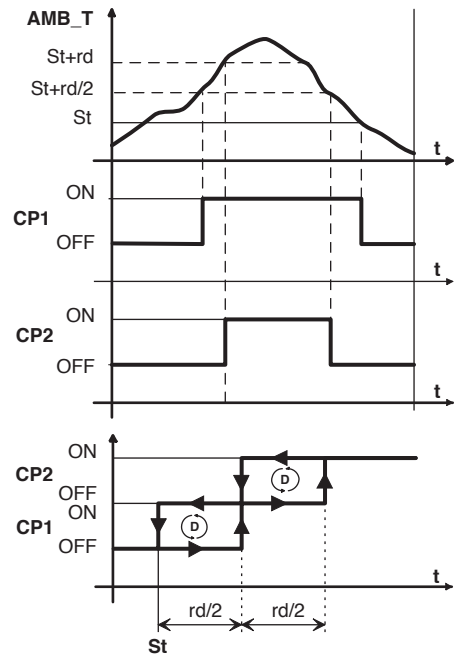 AMB_T
St+rd
St+rd/2
St
t
ON
CP1
OFF
t
ON
CP2
OFF
t
ON
CP2
OFF
ON
CP1
OFF
D
D
t
rd/2
rd/2
St